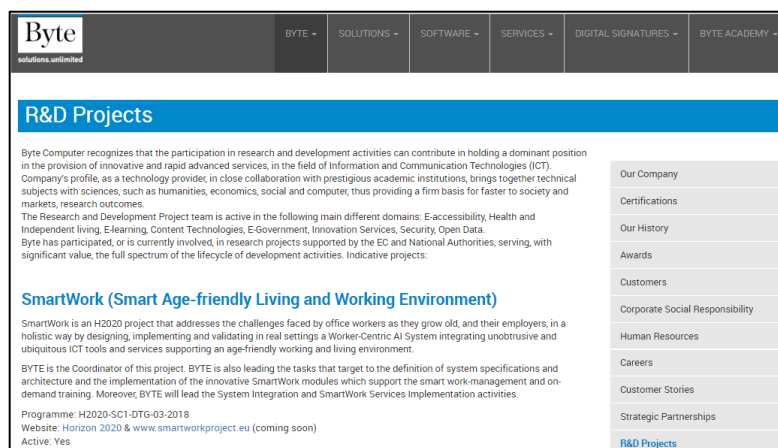 Byte
solutions.unlimited
BYTE SOLUTIONS SOFTWARE SERVICES DIGITAL SIGNATURES BYTE ACADEMY
R&D Projects
Byte Computer recognizes that the participation in research and development activities can contribute in holding a dominant position
in the provision of innovative and rapid advanced services, in the field of Information and Communication Technologies (ICT).
Company's profile, as a technology provider, in close collaboration with prestigious academic institutions, brings together technical
subjects with sciences, such as humanities, economics, social and computer, thus providing a firm basis for faster to society and
markets, research outcomes.
The Research and Development Project team is active in the following main different domains: E-accessibility, Health and
Independent living, E-learning, Content Technologies, E-Government, Innovation Services, Security, Open Data.
Byte has participated, or is currently involved, in research projects supported by the EC and National Authorities, serving, with
significant value, the full spectrum of the lifecycle of development activities. Indicative projects:
SmartWork (Smart Age-friendly Living and Working Environment)
SmartWork is an H2020 project that addresses the challenges faced by office workers as they grow old, and their employers, in a
holistic way by designing, implementing and validating in real settings a Worker-Centric AI System integrating unobtrusive and
ubiquitous ICT tools and services supporting an age-friendly working and living environment.
BYTE is the Coordinator of this project. BYTE is also leading the tasks that target to the definition of system specifications and
architecture and the implementation of the innovative SmartWork modules which support the smart work-management and on-
demand training. Moreover, BYTE will lead the System Integration and SmartWork Services Implementation activities.
Programme: H2020-SC1-DTG-03-2018
Website: Horizon 2020 & www.smartworkproject.eu (coming soon)
Active: Yes
Our Company
Certifications
Our History
Awards
Customers
Corporate Social Responsibility
Human Resources
Careers
Customer Stories
Strategic Partnerships
R&D Projects